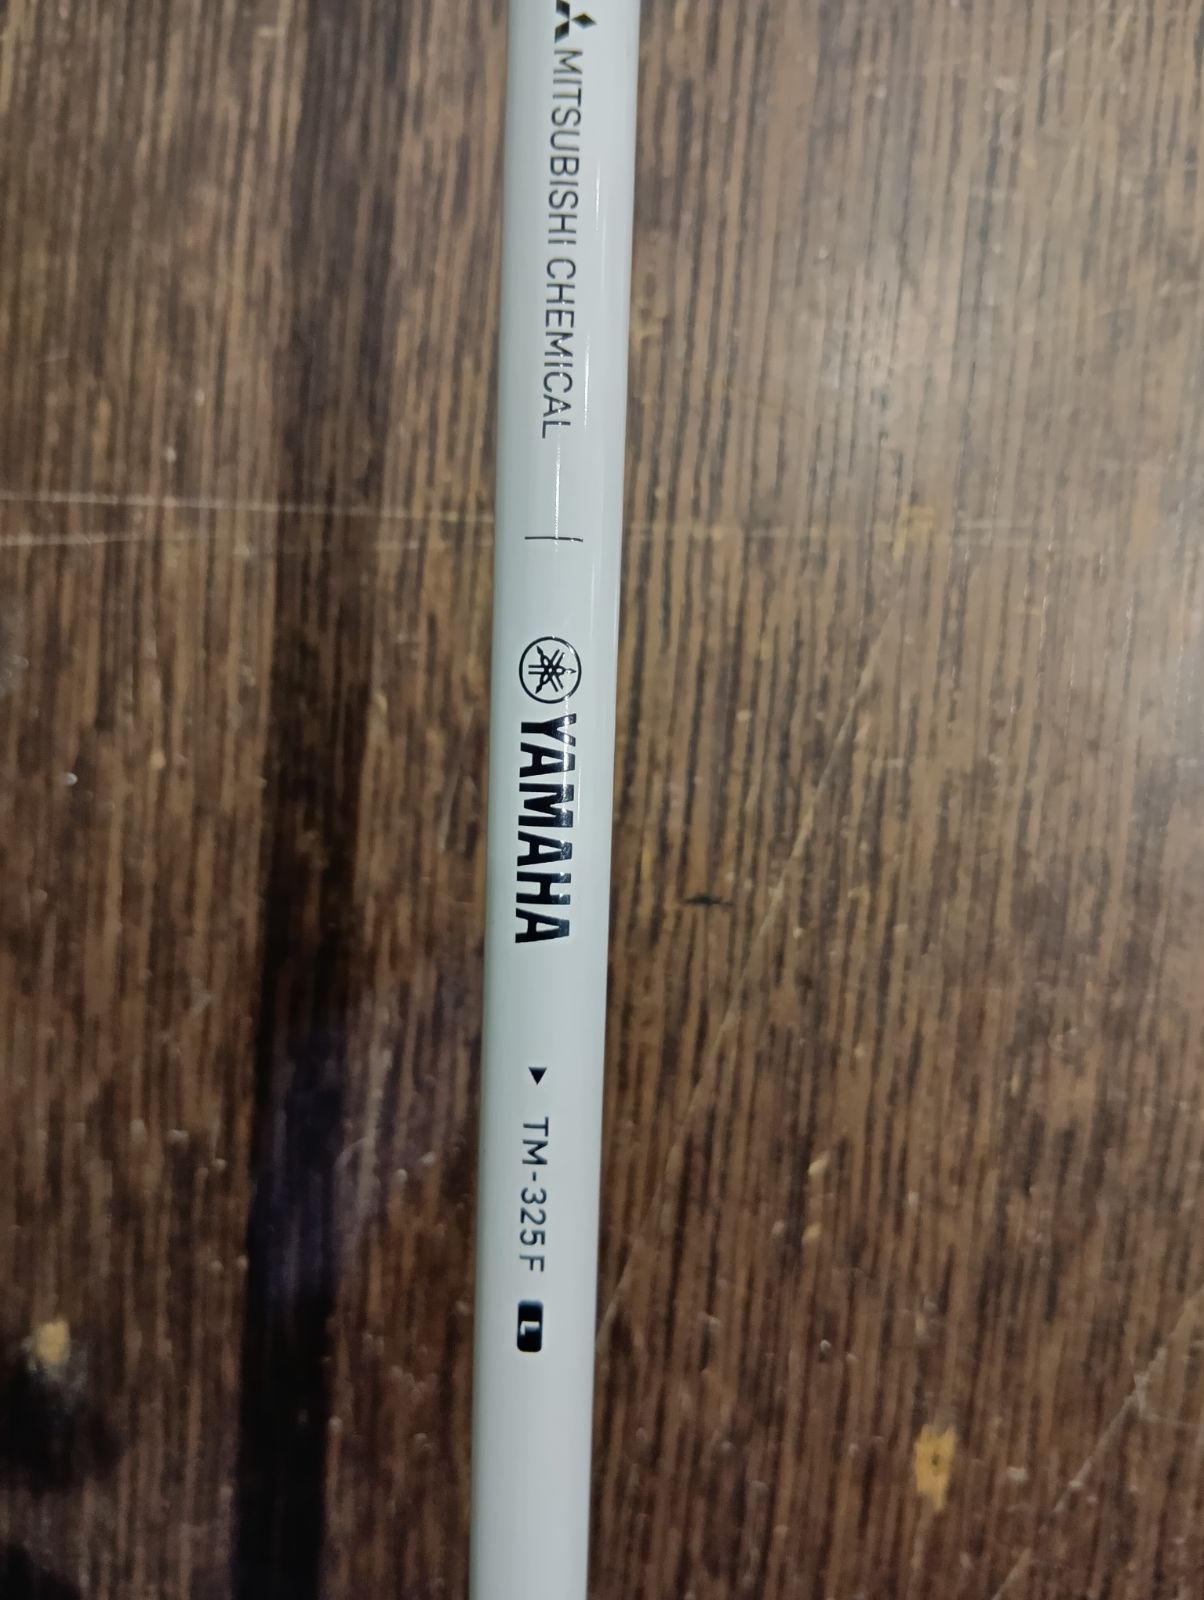 MITSUBISHI CHEMICAL | YAMAHA ▶ TM-325F L